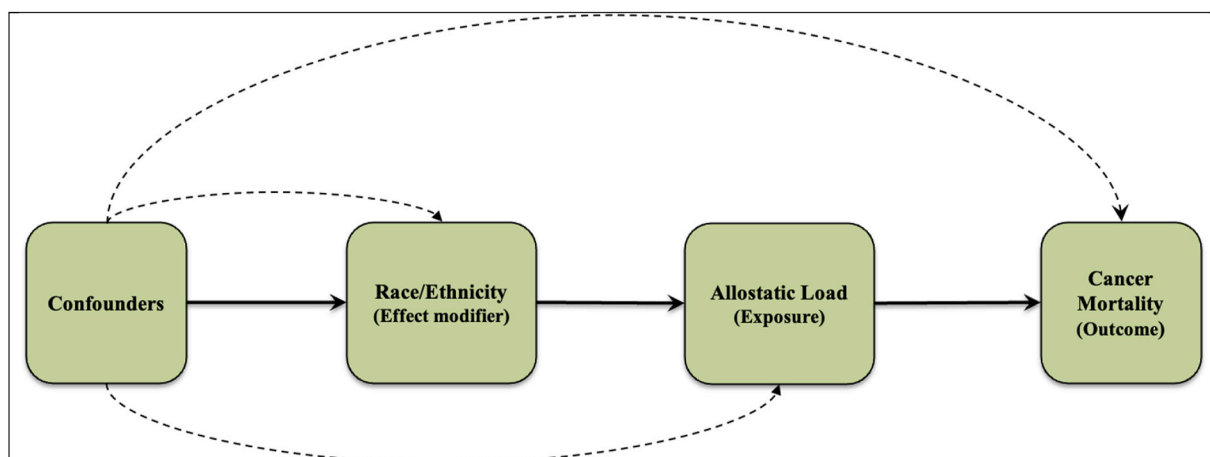 Confounders
Race/Ethnicity
(Effect modifier)
Allostatic Load
(Exposure)
Cancer
Mortality
(Outcome)